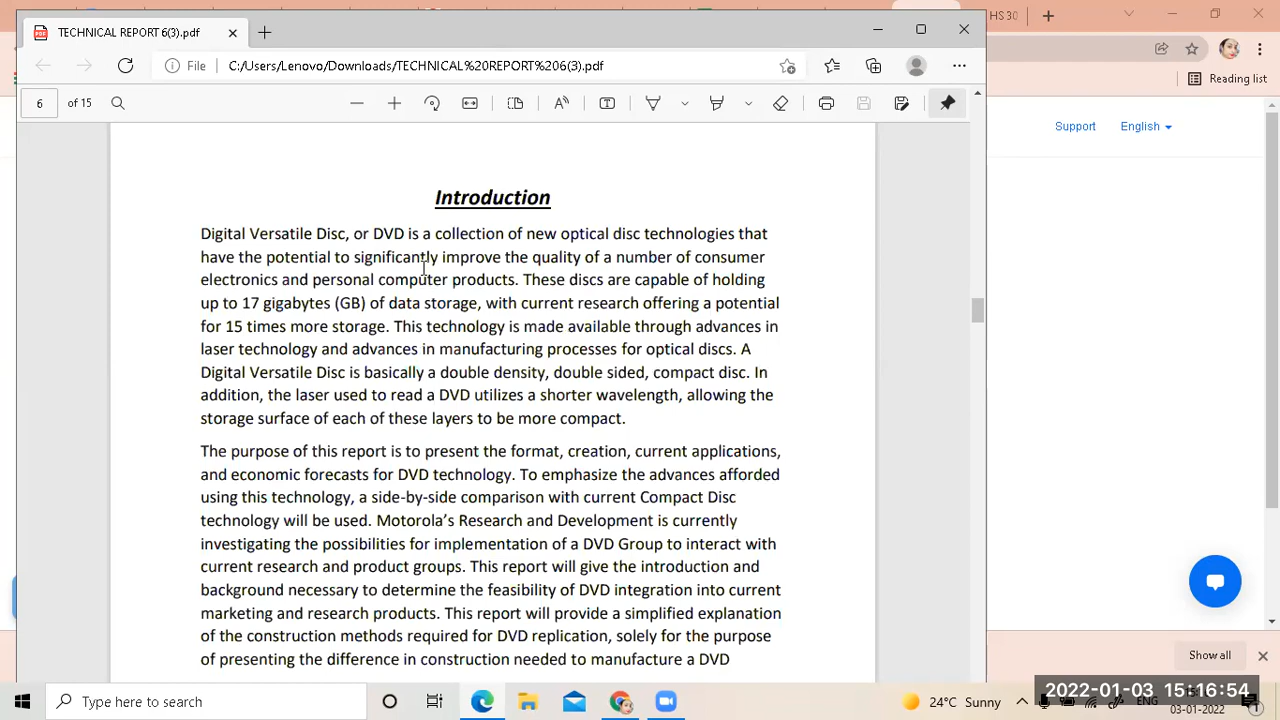 TECHNICAL REPORT 6(3).pdf
HS 30
File C:/Users/Lenovo/Downloads/TECHNICAL%20REPORT%206(3).pdf
Reading list
6 of 15
Support English
Introduction
Digital Versatile Disc, or DVD is a collection of new optical disc technologies that
have the potential to significantly improve the quality of a number of consumer
electronics and personal computer products. These discs are capable of holding
up to 17 gigabytes (GB) of data storage, with current research offering a potential
for 15 times more storage. This technology is made available through advances in
laser technology and advances in manufacturing processes for optical discs. A
Digital Versatile Disc is basically a double density, double sided, compact disc. In
addition, the laser used to read a DVD utilizes a shorter wavelength, allowing the
storage surface of each of these layers to be more compact.
The purpose of this report is to present the format, creation, current applications,
and economic forecasts for DVD technology. To emphasize the advances afforded
using this technology, a side-by-side comparison with current Compact Disc
technology will be used. Motorola’s Research and Development is currently
investigating the possibilities for implementation of a DVD Group to interact with
current research and product groups. This report will give the introduction and
background necessary to determine the feasibility of DVD integration into current
marketing and research products. This report will provide a simplified explanation
of the construction methods required for DVD replication, solely for the purpose
of presenting the difference in construction needed to manufacture a DVD
Show all
Type here to search
24°C Sunny
ENG
2022-01-03 15:16:54
03-01-2022